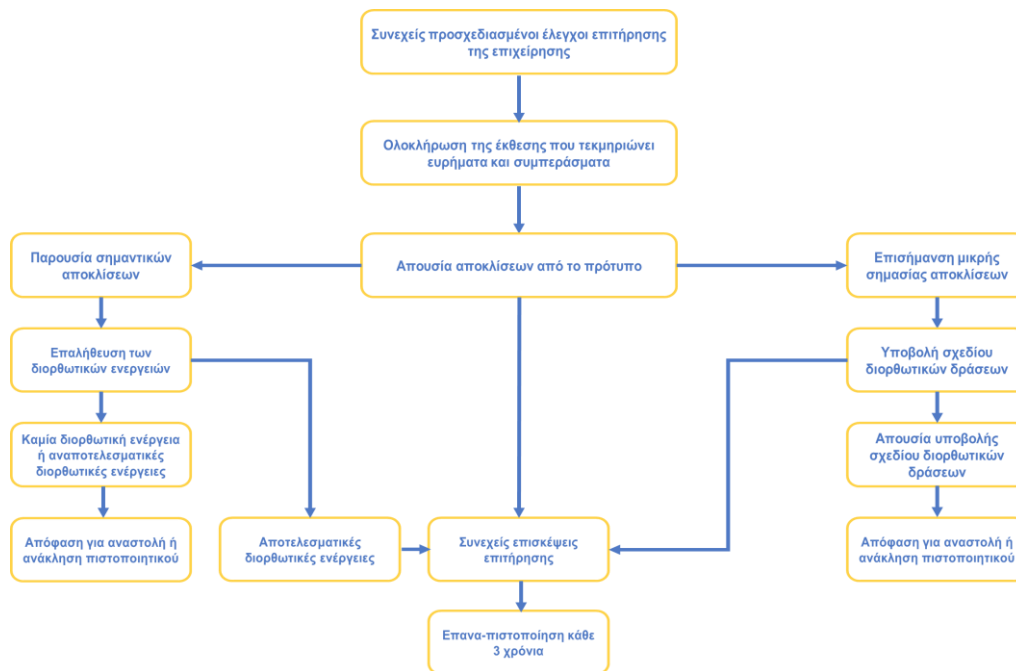 Συνεχείς προσχεδιασμένοι έλεγχοι επιτήρησης
της επιχείρησης
Ολοκλήρωση της έκθεσης που τεκμηριώνει
ευρήματα και συμπεράσματα
Παρουσία σημαντικών
αποκλίσεων
Απουσία αποκλίσεων από το πρότυπο
Επισήμανση μικρής
σημασίας αποκλίσεων
Επαλήθευση των
διορθωτικών ενεργειών
Υποβολή σχεδίου
διορθωτικών δράσεων
Καμία διορθωτική ενέργεια
ή αναποτελεσματικές
διορθωτικές ενέργειες
Απουσία υποβολής
σχεδίου διορθωτικών
δράσεων
Απόφαση για αναστολή ή
ανάκληση πιστοποιητικού
Αποτελεσματικές
διορθωτικές ενέργειες
Συνεχείς επισκέψεις
επιτήρησης
Απόφαση για αναστολή ή
ανάκληση πιστοποιητικού
Επανα-πιστοποίηση κάθε
3 χρόνια